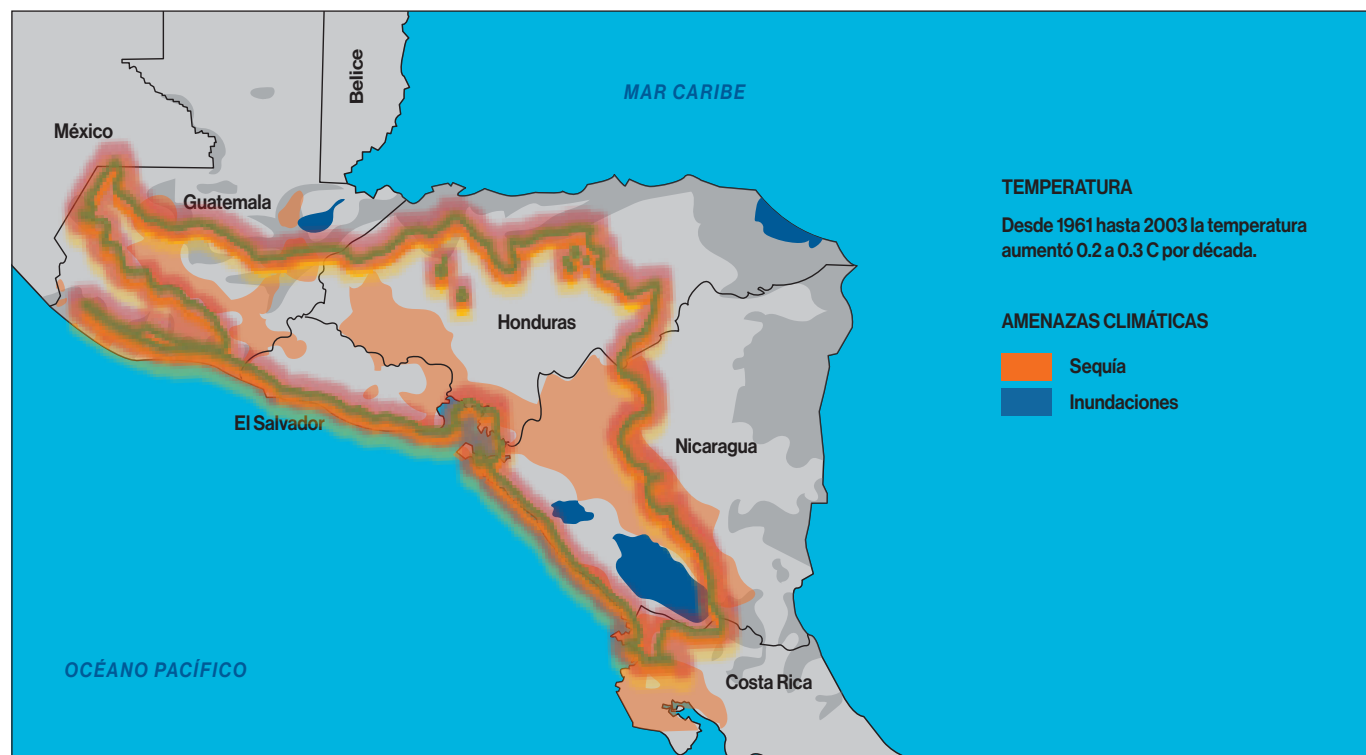 MAR CARIBE
Belice
México
Guatemala
Honduras
El Salvador
Nicaragua
Costa Rica
OCÉANO PACÍFICO
TEMPERATURA
Desde 1961 hasta 2003 la temperatura
aumentó 0.2 a 0.3 C por década.
AMENAZAS CLIMÁTICAS
Sequía
Inundaciones